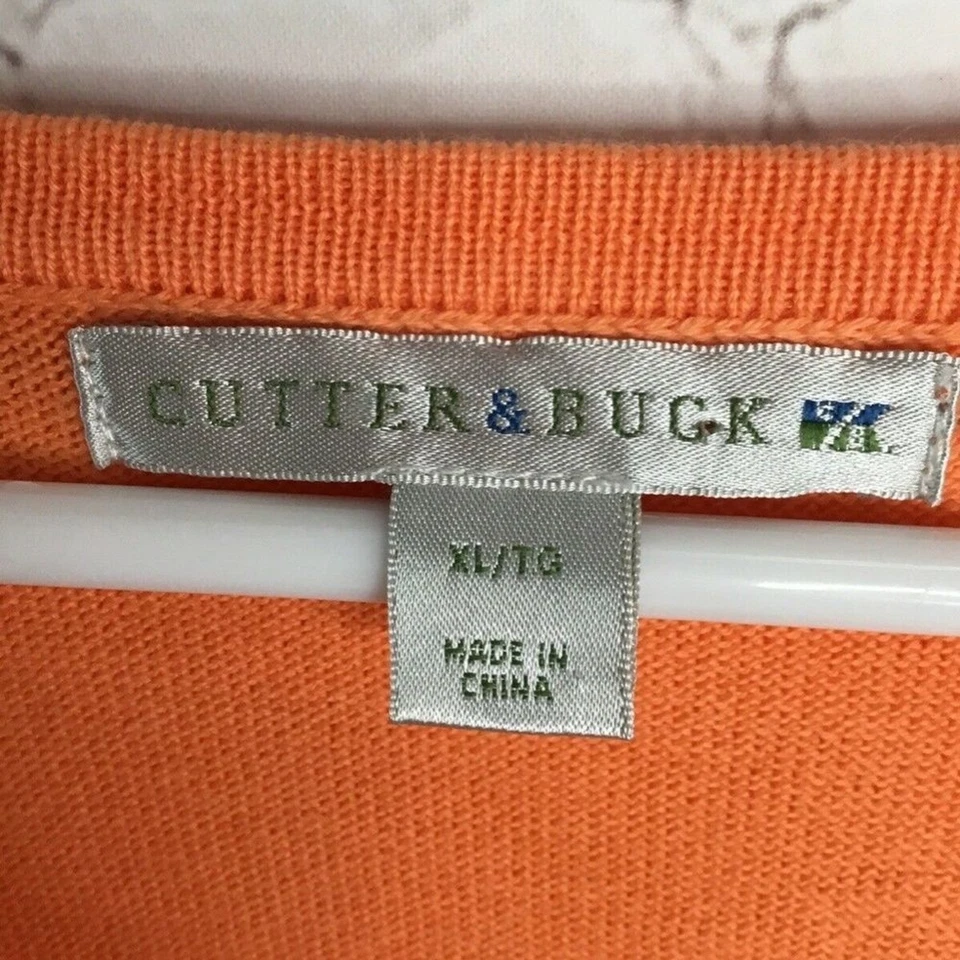 CUTTER & BUCK
XL/TG
MADE IN
CHINA